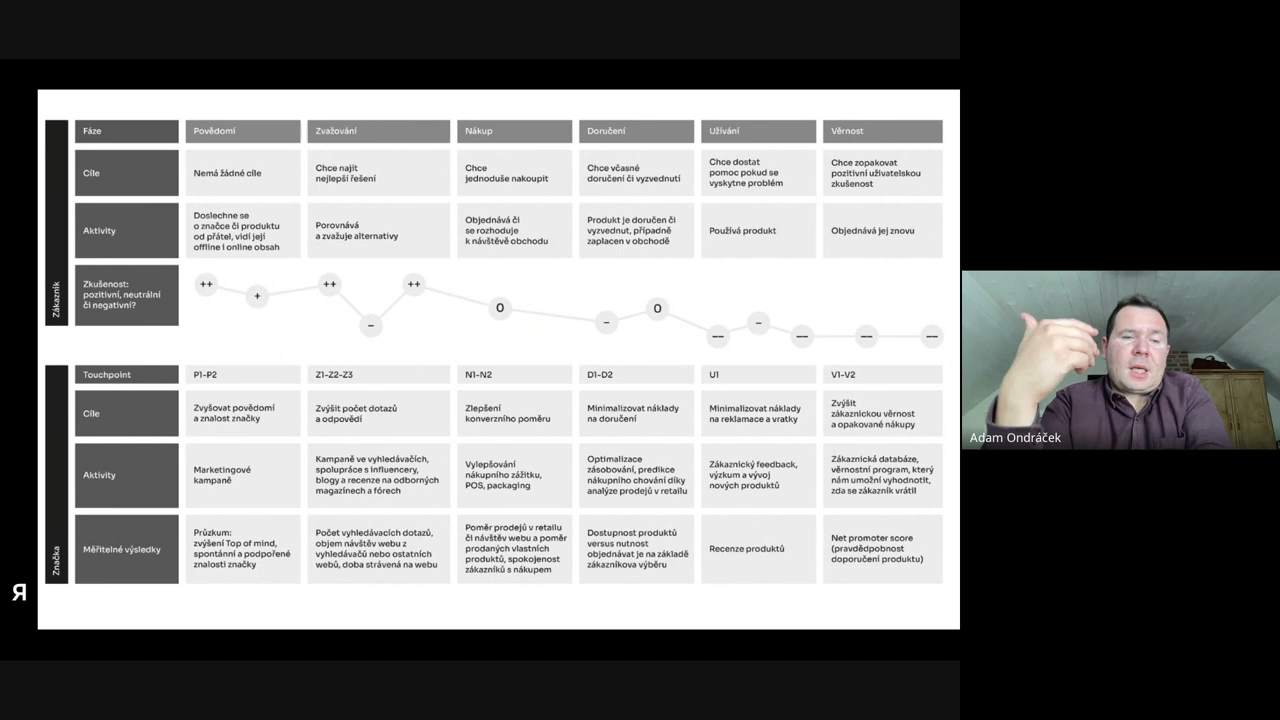 Fáze
Povědomí
Zvažování
Nákup
Doručení
Užívání
Věrnost
Cíle
Nemá žádné cíle
Chce najít
nejlepší řešení
Chce
jednoduše nakoupit
Chce včasné
doručení či vyzvednutí
Chce dostat
pomoc pokud se
vyskytne problém
Chce zopakovat
pozitivní uživatelskou
zkušenost
Aktivity
Doslechne se
o značce či produktu
od přátel, vidí její
offline i online obsah
Porovnává
a zvažuje alternativy
Objednává či
se rozhoduje
k návštěvě obchodu
Produkt je doručen či
vyzvednut, případně
zaplacen v obchodě
Používá produkt
Objednává jej znovu
Zákazník
Zkušenost:
pozitivní, neutrální
či negativní?
++
+
++
–
++
0
–
0
––
–
––
––
––
Touchpoint
P1-P2
Z1-Z2-Z3
N1-N2
D1-D2
U1
V1-V2
Cíle
Zvyšovat povědomí
a znalost značky
Zvýšit počet dotazů
a odpovědí
Zlepšení
konverzního poměru
Minimalizovat náklady
na doručení
Minimalizovat náklady
na reklamace a vratky
Zvýšit
zákaznickou věrnost
a opakované nákupy
Aktivity
Marketingové
kampaně
Kampaně ve vyhledávačích,
spolupráce s influencery,
blogy a recenze na odborných
magazínech a fórech
Vylepšování
nákupního zážitku,
POS, packaging
Optimalizace
zásobování, predikce
nákupního chování díky
analýze prodejů v retailu
Zákaznický feedback,
výzkum a vývoj
nových produktů
Zákaznická databáze,
věrnostní program, který
nám umožní vyhodnotit,
zda se zákazník vrátil
Značka
Měřitelné výsledky
Průzkum:
zvýšení Top of mind,
spontánní a podpořené
znalosti značky
Počet vyhledávacích dotazů,
objem návštěv webu z
vyhledávačů nebo ostatních
webů, doba strávená na webu
Poměr prodejů v retailu
či návštěv webu a poměr
prodaných vlastních
produktů, spokojenost
zákazníků s nákupem
Dostupnost produktů
versus nutnost
objednávat je na základě
zákazníkova výběru
Recenze produktů
Net promoter score
(pravdědpobnost
doporučení produktu)
Я
Adam Ondráček